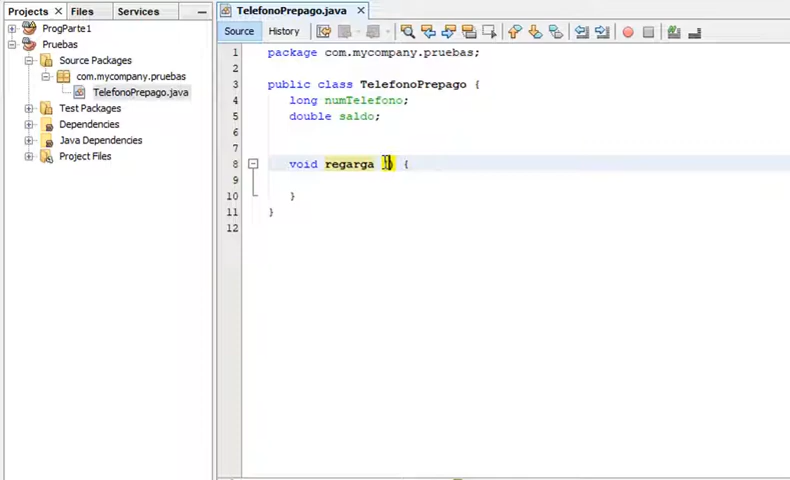 Projects
Files
Services
ProgParte1
Pruebas
Source Packages
com.mycompany.pruebas
TelefonoPrepago.java
Test Packages
Dependencies
Java Dependencies
Project Files
TelefonoPrepago.java
Source History
1 package com.mycompany.pruebas;
2
3 public class TelefonoPrepago {
4 long numTelefono;
5 double saldo;
6
7
8 void regarga () {
9
10 }
11 }
12